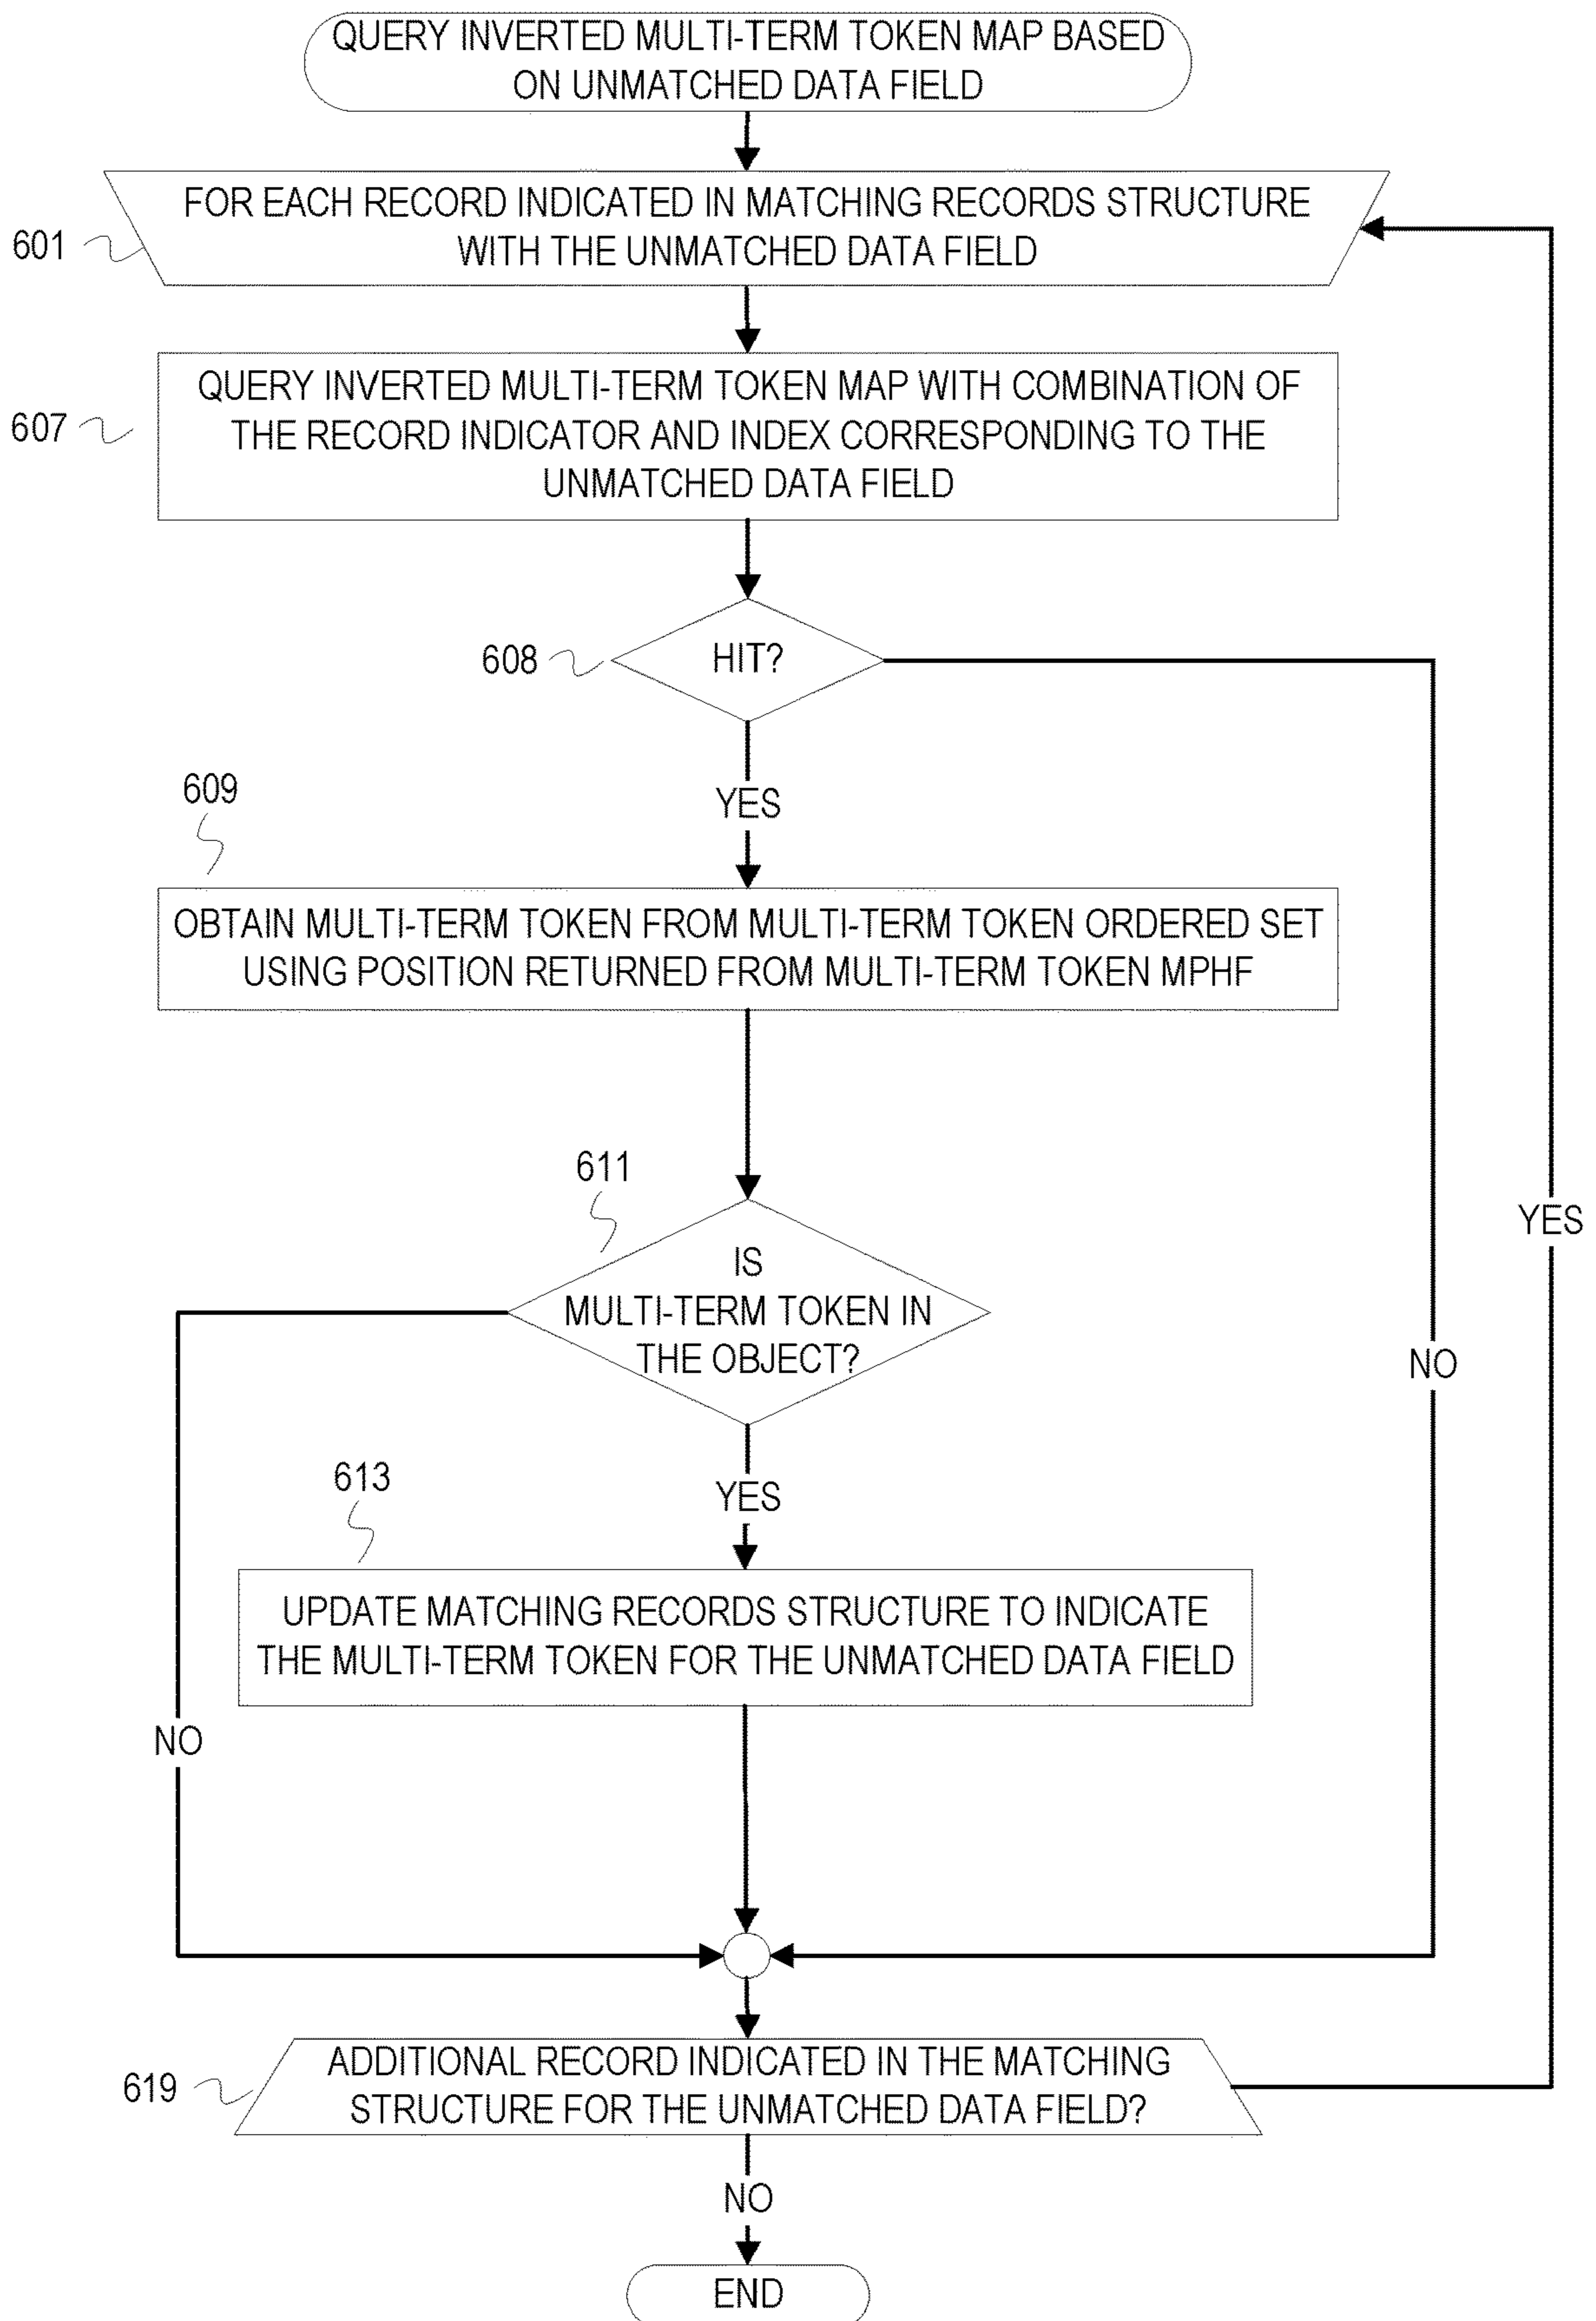 QUERY INVERTED MULTI-TERM TOKEN MAP BASED
ON UNMATCHED DATA FIELD
FOR EACH RECORD INDICATED IN MATCHING RECORDS STRUCTURE
WITH THE UNMATCHED DATA FIELD
601
QUERY INVERTED MULTI-TERM TOKEN MAP WITH COMBINATION OF
THE RECORD INDICATOR AND INDEX CORRESPONDING TO THE
UNMATCHED DATA FIELD
607
HIT?
608
YES
609
OBTAIN MULTI-TERM TOKEN FROM MULTI-TERM TOKEN ORDERED SET
USING POSITION RETURNED FROM MULTI-TERM TOKEN MPHF
611
IS
MULTI-TERM TOKEN IN
THE OBJECT?
YES
NO
613
YES
UPDATE MATCHING RECORDS STRUCTURE TO INDICATE
THE MULTI-TERM TOKEN FOR THE UNMATCHED DATA FIELD
NO
ADDITIONAL RECORD INDICATED IN THE MATCHING
STRUCTURE FOR THE UNMATCHED DATA FIELD?
619
NO
END